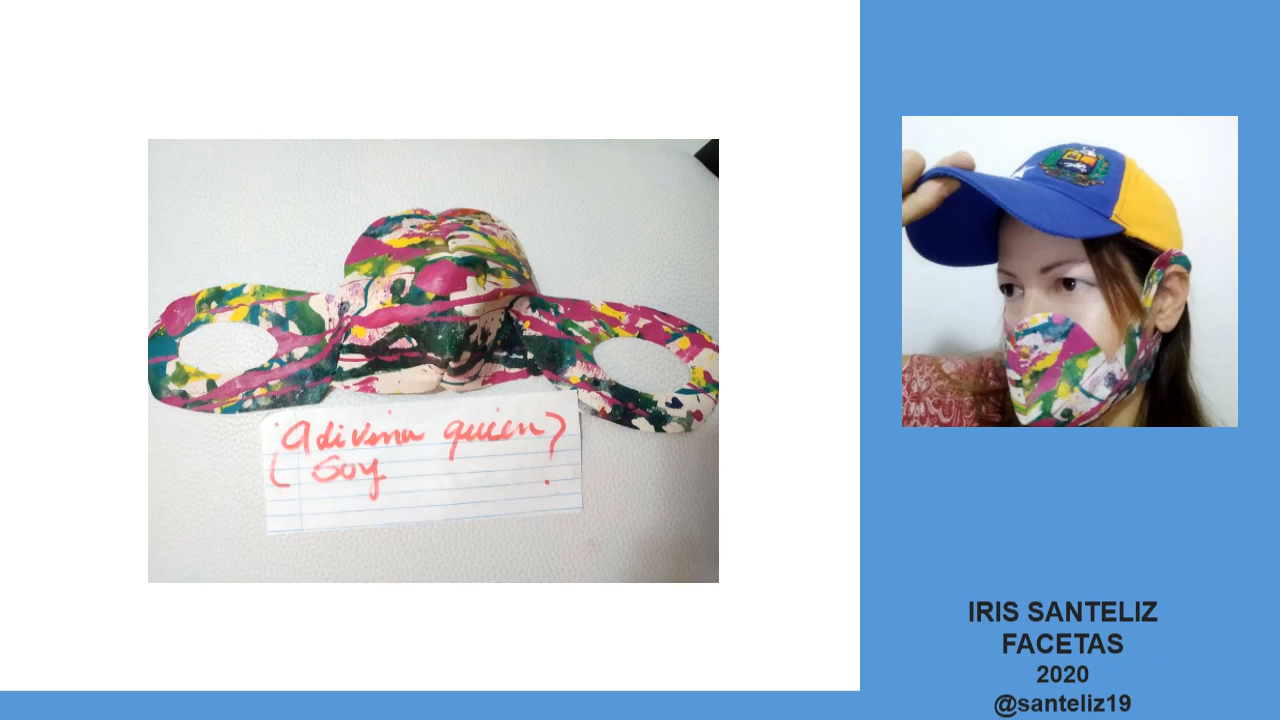 ¿Adivina quien?
Soy
IRIS SANTELIZ
FACETAS
2020
@santeliz19